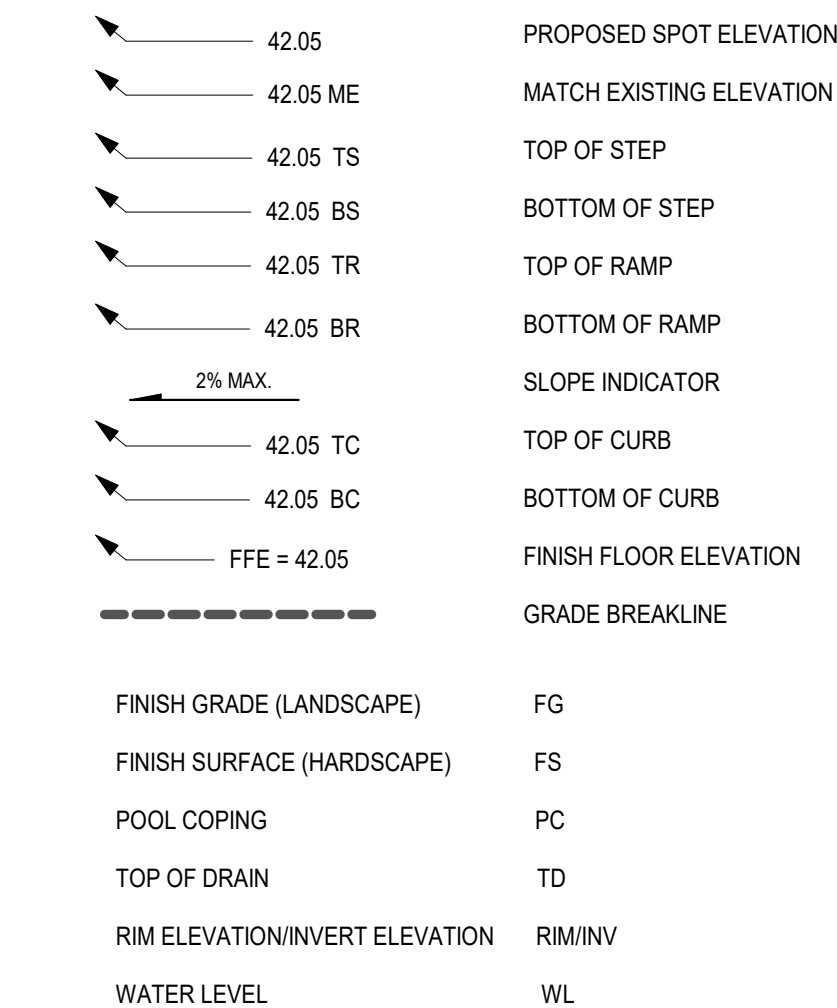 42.05 PROPOSED SPOT ELEVATION
42.05 ME MATCH EXISTING ELEVATION
42.05 TS TOP OF STEP
42.05 BS BOTTOM OF STEP
42.05 TR TOP OF RAMP
42.05 BR BOTTOM OF RAMP
2% MAX. SLOPE INDICATOR
42.05 TC TOP OF CURB
42.05 BC BOTTOM OF CURB
FFE = 42.05 FINISH FLOOR ELEVATION
GRADE BREAKLINE
FINISH GRADE (LANDSCAPE) FG
FINISH SURFACE (HARDSCAPE) FS
POOL COPING PC
TOP OF DRAIN TD
RIM ELEVATION/INVERT ELEVATION RIM/INV
WATER LEVEL WL